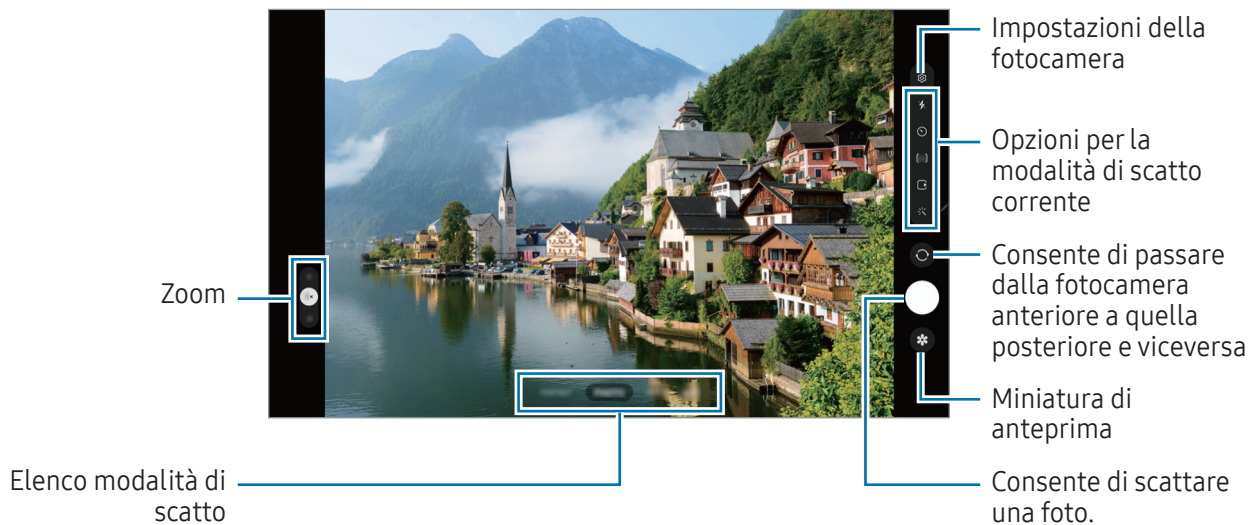 Impostazioni della
fotocamera
Opzioni per la
modalità di scatto
corrente
Consente di passare
dalla fotocamera
anteriore a quella
posteriore e viceversa
Zoom
Miniatura di
anteprima
Elenco modalità di
scatto
Consente di scattare
una foto.